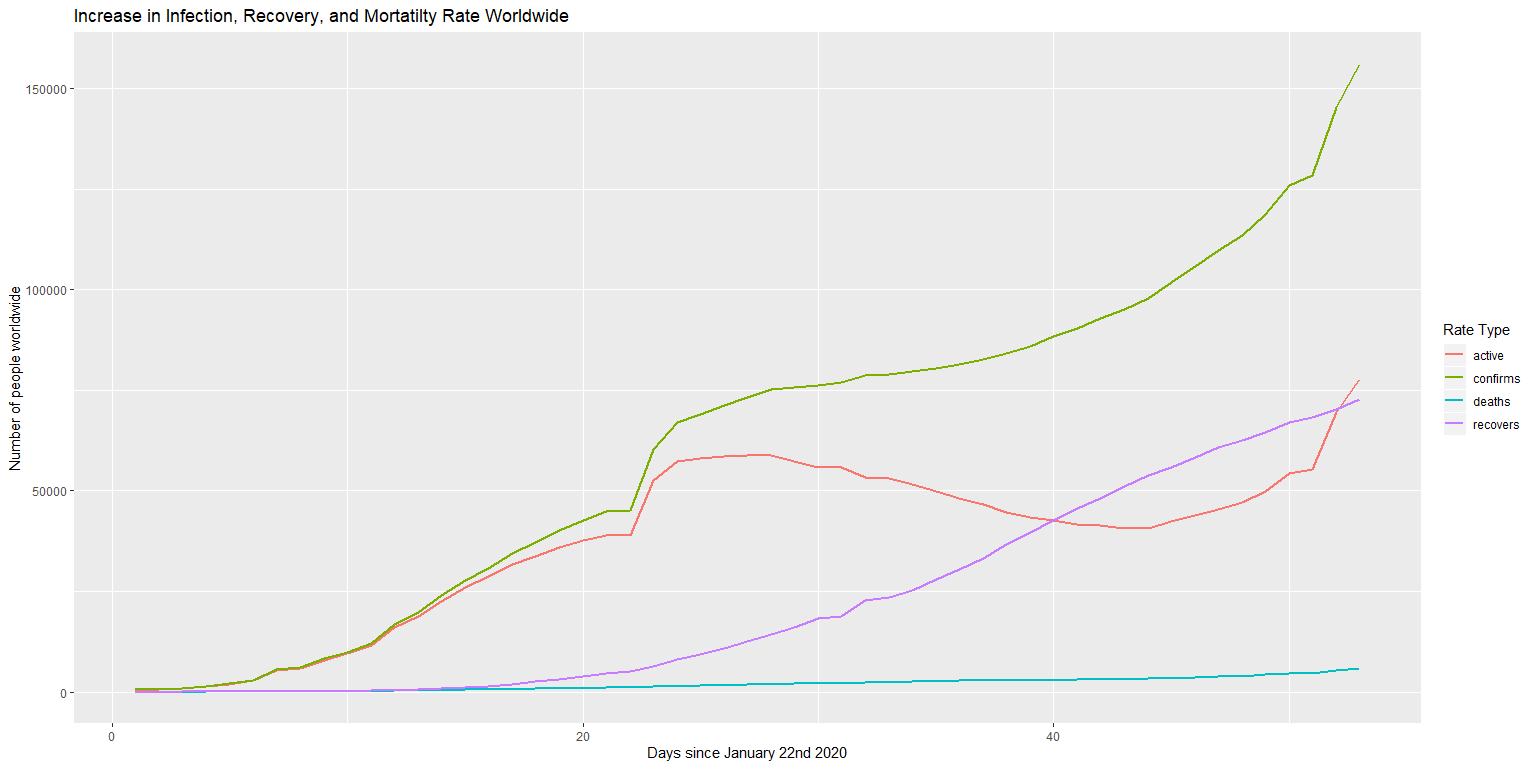 Increase in Infection, Recovery, and Mortatilty Rate Worldwide
Number of people worldwide
150000
100000
50000
0
0 20 40
Days since January 22nd 2020
Rate Type
active
confirms
deaths
recovers